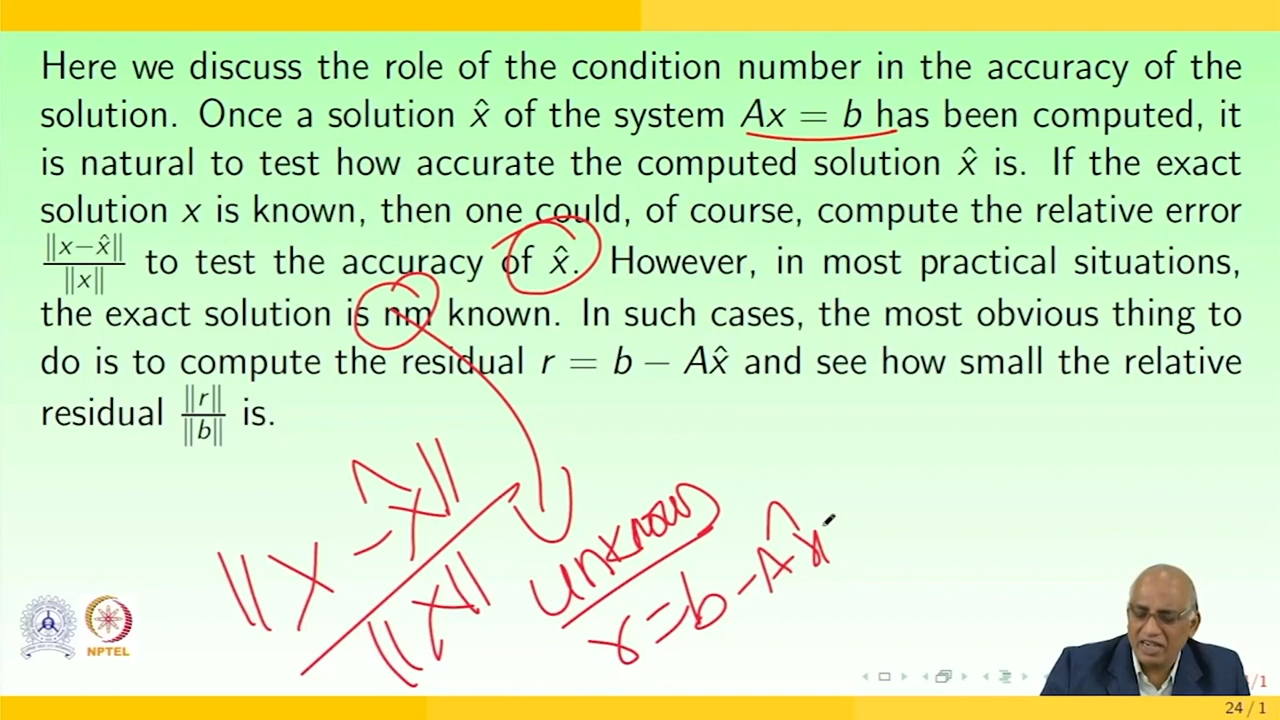 Here we discuss the role of the condition number in the accuracy of the
solution. Once a solution x̂ of the system Ax = b has been computed, it
is natural to test how accurate the computed solution x̂ is. If the exact
solution x is known, then one could, of course, compute the relative error
‖x−x̂‖/‖x‖ to test the accuracy of x̂. However, in most practical situations,
the exact solution is nm known. In such cases, the most obvious thing to
do is to compute the residual r = b − Ax̂ and see how small the relative
residual ‖r‖/‖b‖ is.
‖x − x̂‖/‖x‖
unknown
r = b − Ax̂
NPTEL
24 / 1